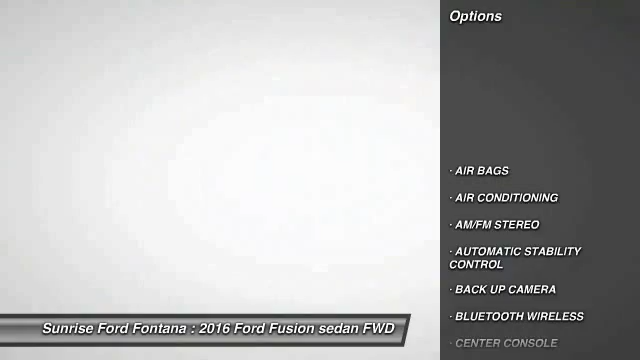 Options
· AIR BAGS
· AIR CONDITIONING
· AM/FM STEREO
· AUTOMATIC STABILITY
CONTROL
· BACK UP CAMERA
· BLUETOOTH WIRELESS
· CENTER CONSOLE
Sunrise Ford Fontana : 2016 Ford Fusion sedan FWD